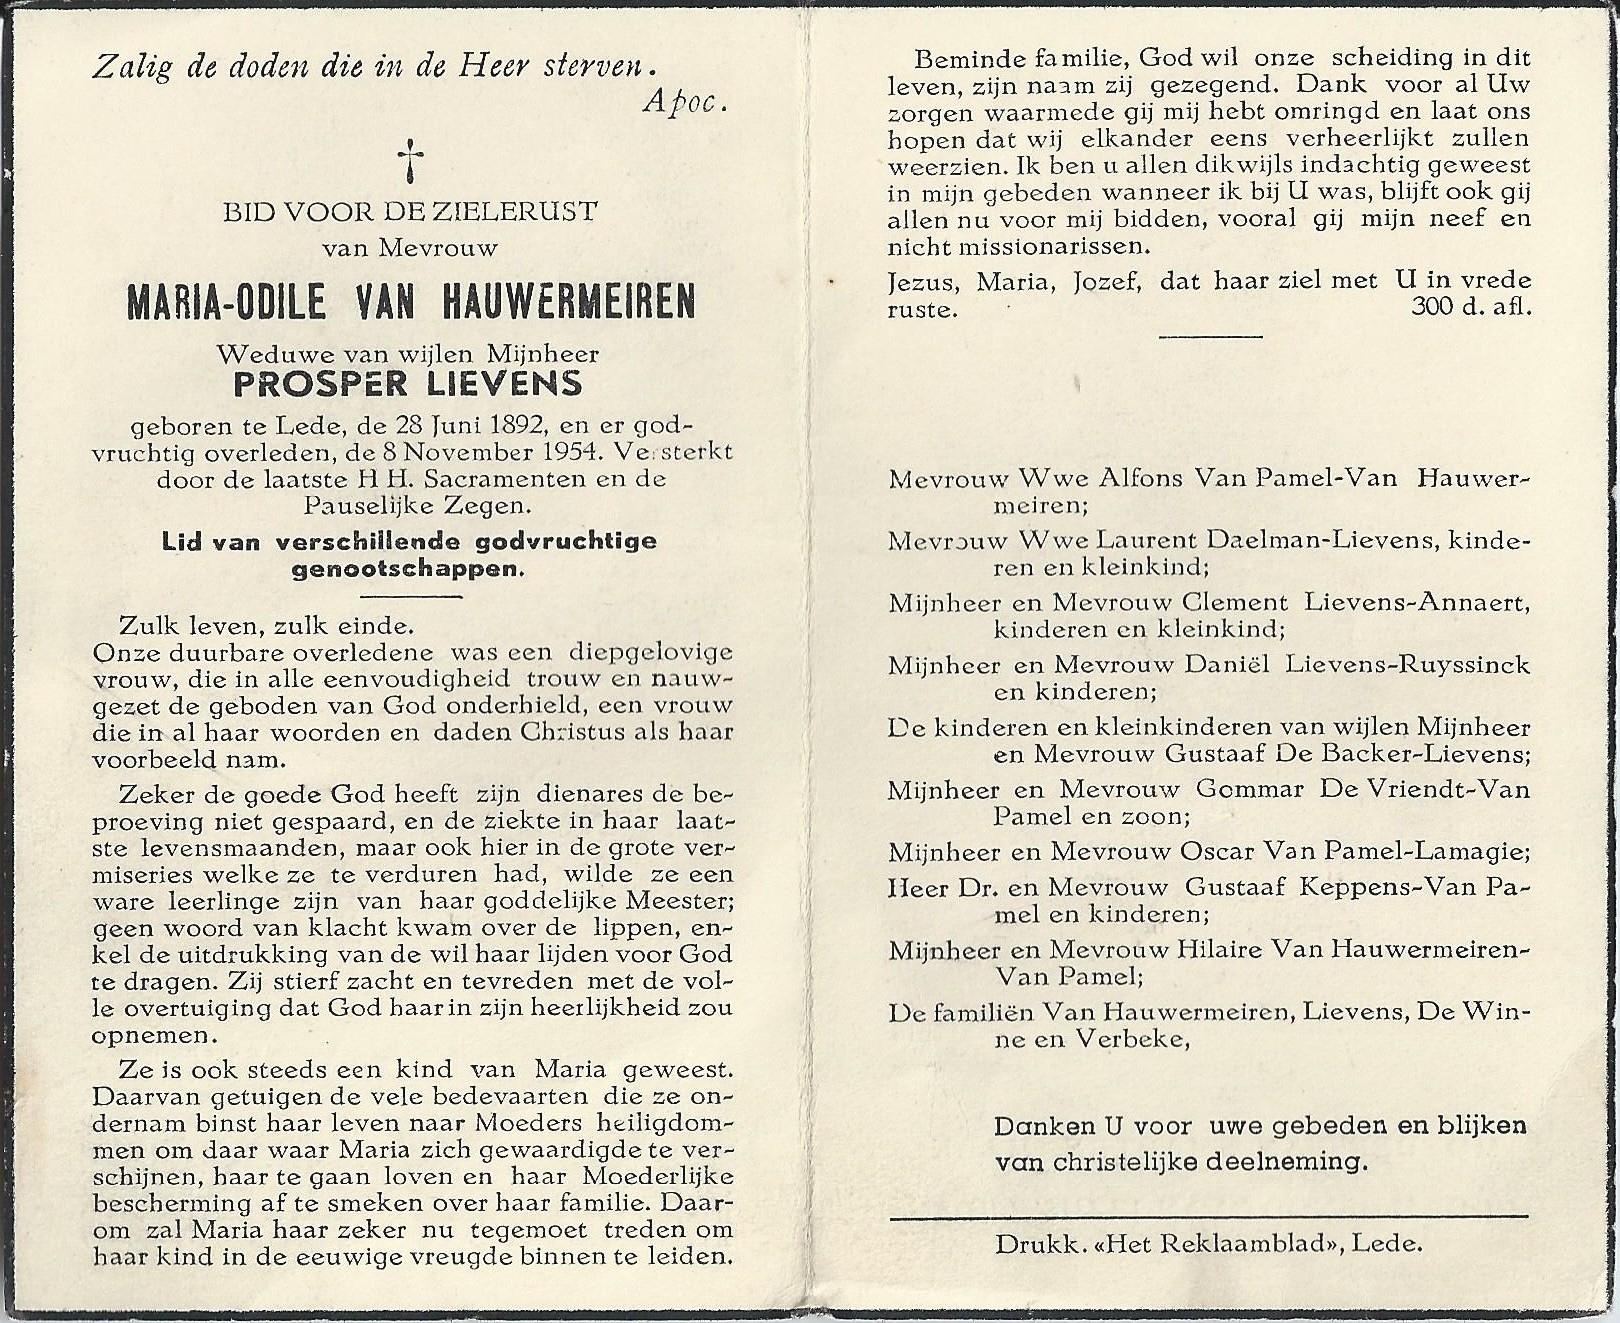 Zalig de doden die in de Heer sterven.
Apoc.
BID VOOR DE ZIELERUST
van Mevrouw
MARIA-ODILE VAN HAUWERMEIREN
Weduwe van wijlen Mijnheer
PROSPER LIEVENS
geboren te Lede, de 28 Juni 1892, en er god-
vruchtig overleden, de 8 November 1954. Versterkt
door de laatste H H. Sacramenten en de
Pauselijke Zegen.
Lid van verschillende godvruchtige
genootschappen.
Zulk leven, zulk einde.
Onze duurbare overledene was een diepgelovige
vrouw, die in alle eenvoudigheid trouw en nauw-
gezet de geboden van God onderhield, een vrouw
die in al haar woorden en daden Christus als haar
voorbeeld nam.
Zeker de goede God heeft zijn dienares de be-
proeving niet gespaard, en de ziekte in haar laat-
ste levensmaanden, maar ook hier in de grote ver-
miseries welke ze te verduren had, wilde ze een
ware leerlinge zijn van haar goddelijke Meester;
geen woord van klacht kwam over de lippen, en-
kel de uitdrukking van de wil haar lijden voor God
te dragen. Zij stierf zacht en tevreden met de vol-
le overtuiging dat God haar in zijn heerlijkheid zou
opnemen.
Ze is ook steeds een kind van Maria geweest.
Daarvan getuigen de vele bedevaarten die ze on-
dernam binst haar leven naar Moeders heiligdom-
men om daar waar Maria zich gewaardigde te ver-
schijnen, haar te gaan loven en haar Moederlijke
bescherming af te smeken over haar familie. Daar-
om zal Maria haar zeker nu tegemoet treden om
haar kind in de eeuwige vreugde binnen te leiden.
Beminde familie, God wil onze scheiding in dit
leven, zijn naam zij gezegend. Dank voor al Uw
zorgen waarmede gij mij hebt omringd en laat ons
hopen dat wij elkander eens verheerlijkt zullen
weerzien. Ik ben u allen dikwijls indachtig geweest
in mijn gebeden wanneer ik bij U was, blijft ook gij
allen nu voor mij bidden, vooral gij mijn neef en
nicht missionarissen.
Jezus, Maria, Jozef, dat haar ziel met U in vrede
ruste. 300 d. afl.
Mevrouw Wwe Alfons Van Pamel-Van Hauwer-
meiren;
Mevrouw Wwe Laurent Daelman-Lievens, kinde-
ren en kleinkind;
Mijnheer en Mevrouw Clement Lievens-Annaert,
kinderen en kleinkind;
Mijnheer en Mevrouw Daniël Lievens-Ruyssinck
en kinderen;
De kinderen en kleinkinderen van wijlen Mijnheer
en Mevrouw Gustaaf De Backer-Lievens;
Mijnheer en Mevrouw Gommar De Vriendt-Van
Pamel en zoon;
Mijnheer en Mevrouw Oscar Van Pamel-Lamagie;
Heer Dr. en Mevrouw Gustaaf Keppens-Van Pa-
mel en kinderen;
Mijnheer en Mevrouw Hilaire Van Hauwermeiren-
Van Pamel;
De familiën Van Hauwermeiren, Lievens, De Win-
ne en Verbeke,
Danken U voor uwe gebeden en blijken
van christelijke deelneming.
Drukk. «Het Reklaamblad», Lede.